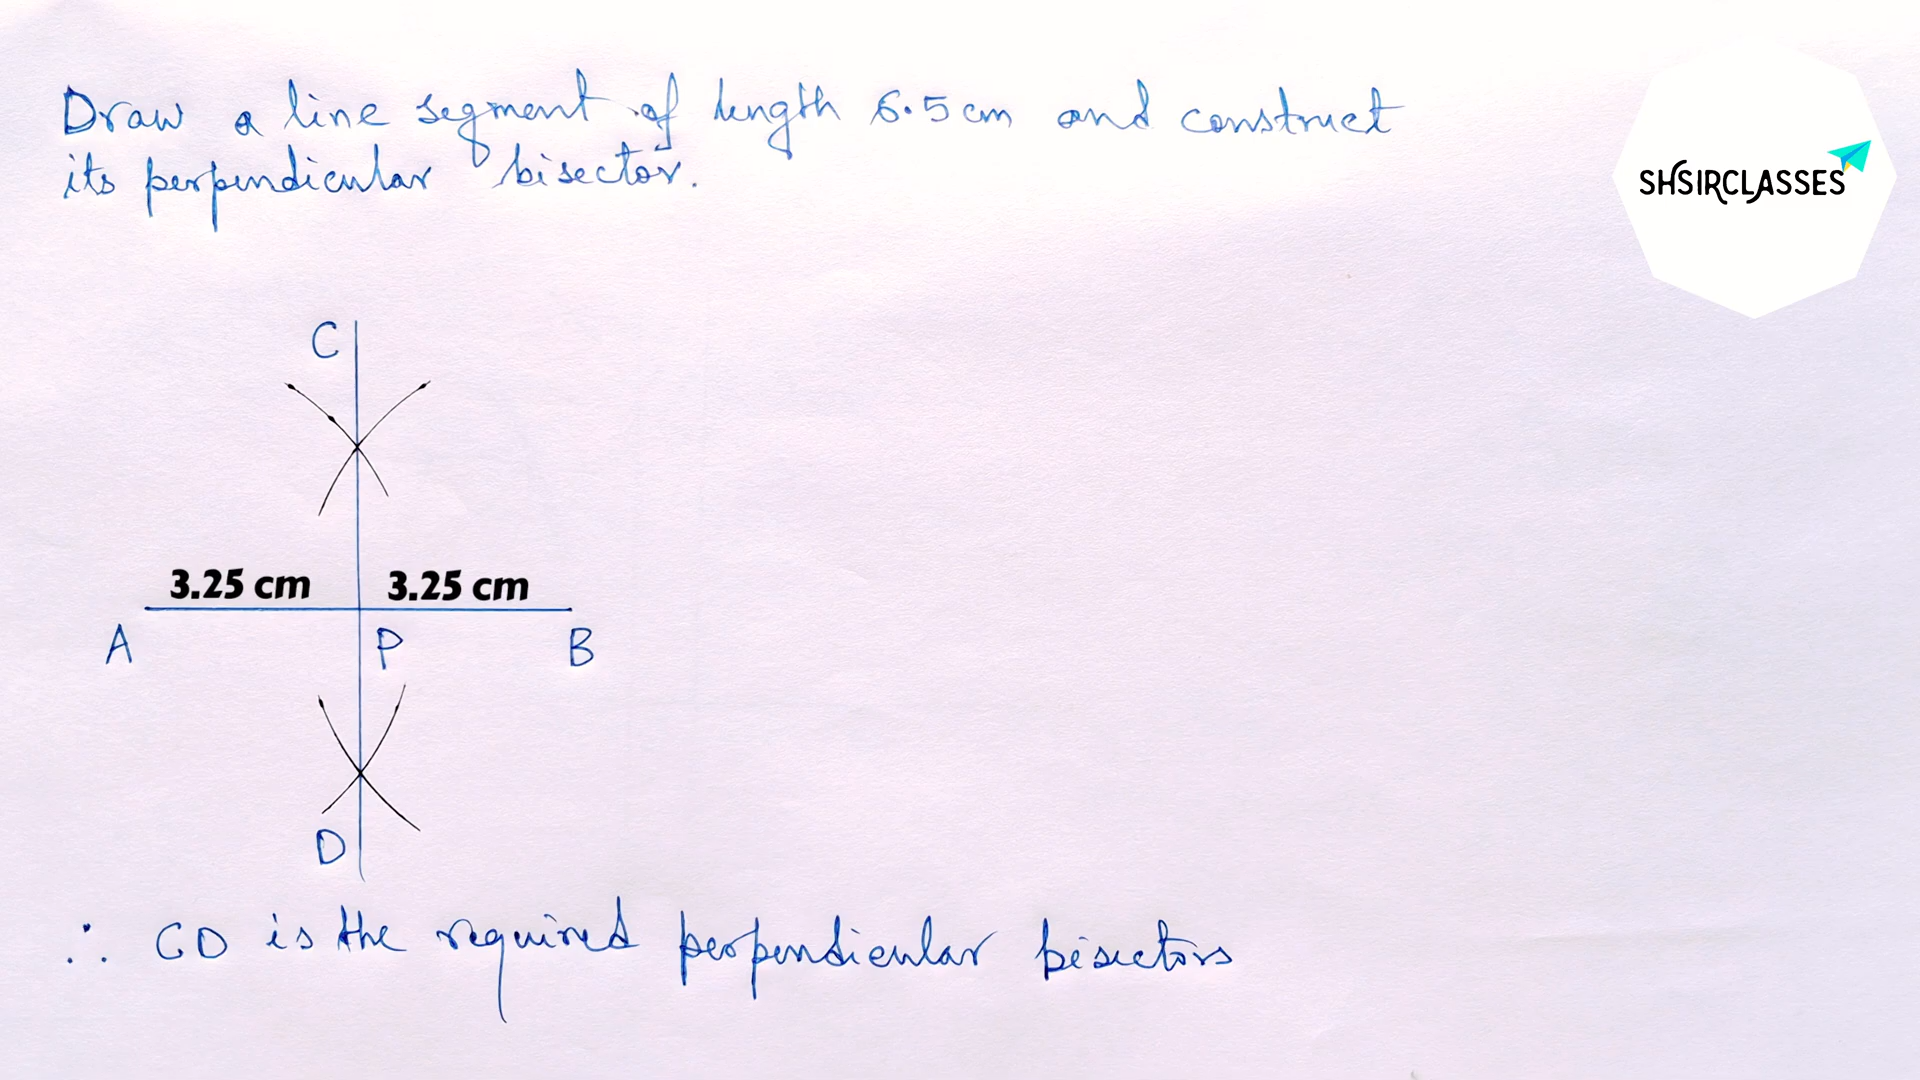 Draw a line segment of length 6.5 cm and construct
its perpendicular bisector.
SHSIRCLASSES
C
3.25 cm 3.25 cm
A P B
D
∴ CD is the required perpendicular bisectors